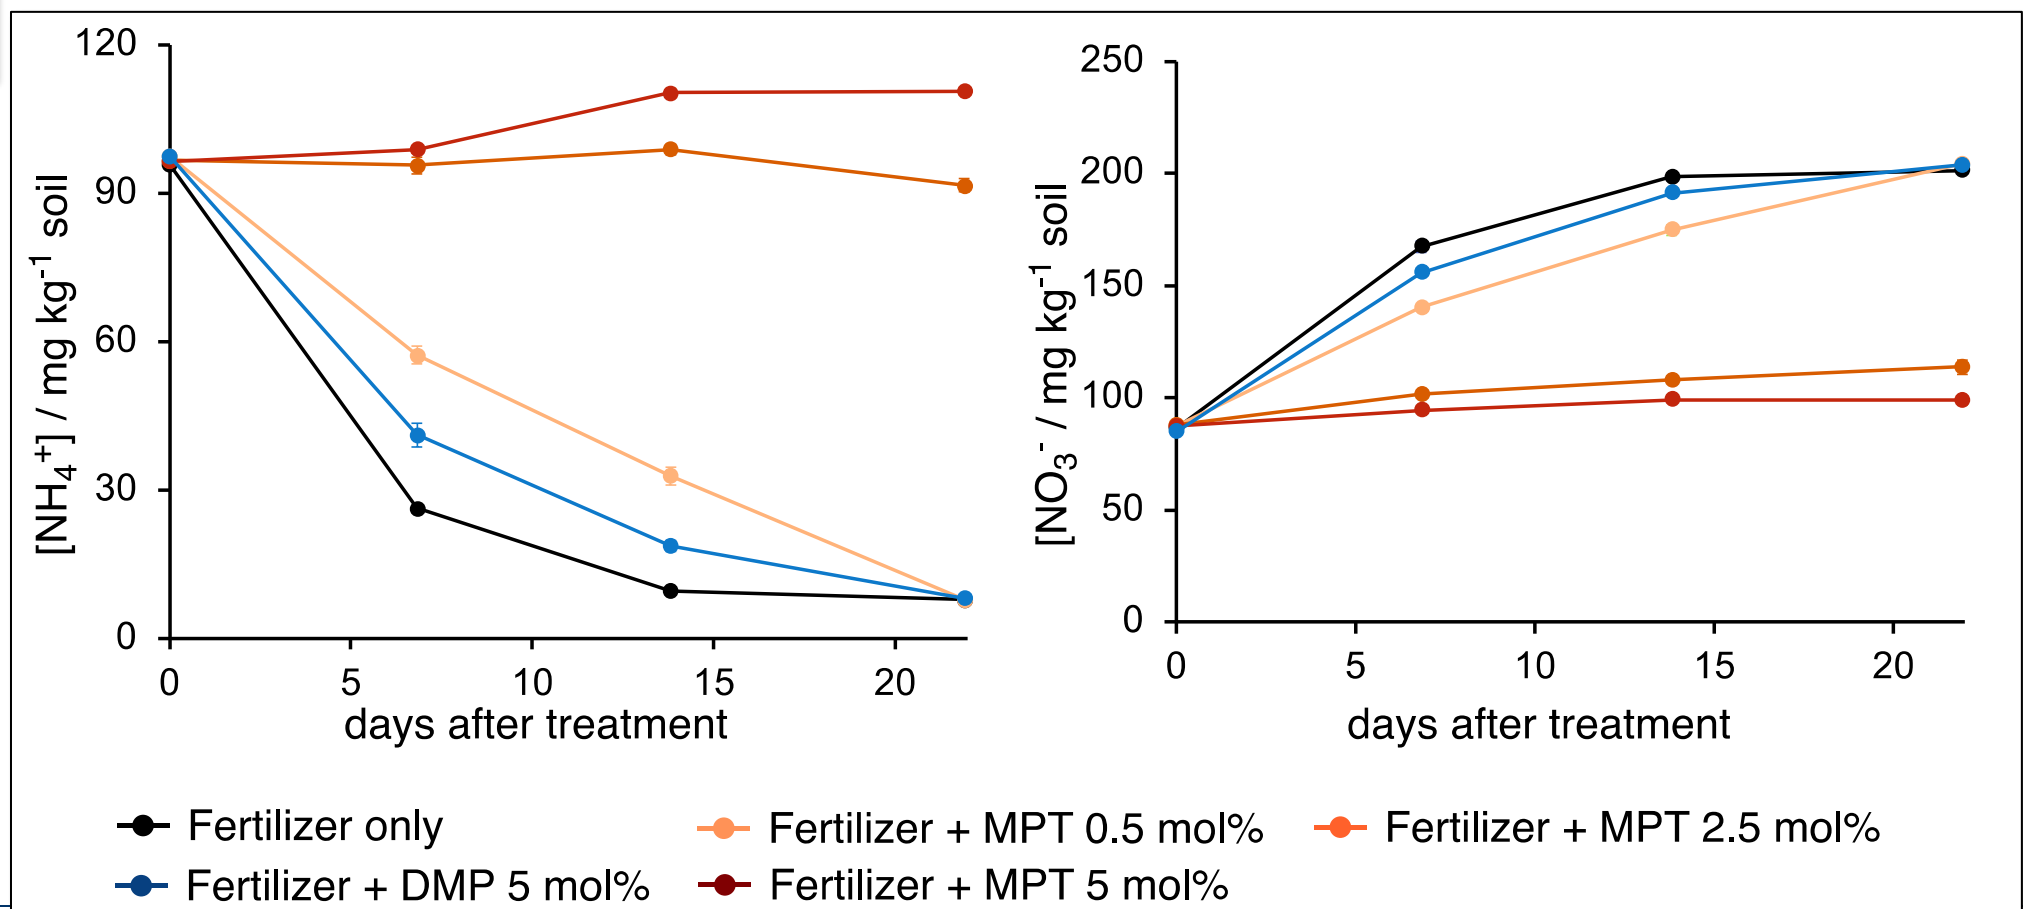 120
90
60
30
0
0 5 10 15 20
[NH₄⁺] / mg kg⁻¹ soil
days after treatment
250
200
150
100
50
0
0 5 10 15 20
[NO₃⁻ / mg kg⁻¹ soil
days after treatment
Fertilizer only
Fertilizer + MPT 0.5 mol%
Fertilizer + MPT 2.5 mol%
Fertilizer + DMP 5 mol%
Fertilizer + MPT 5 mol%